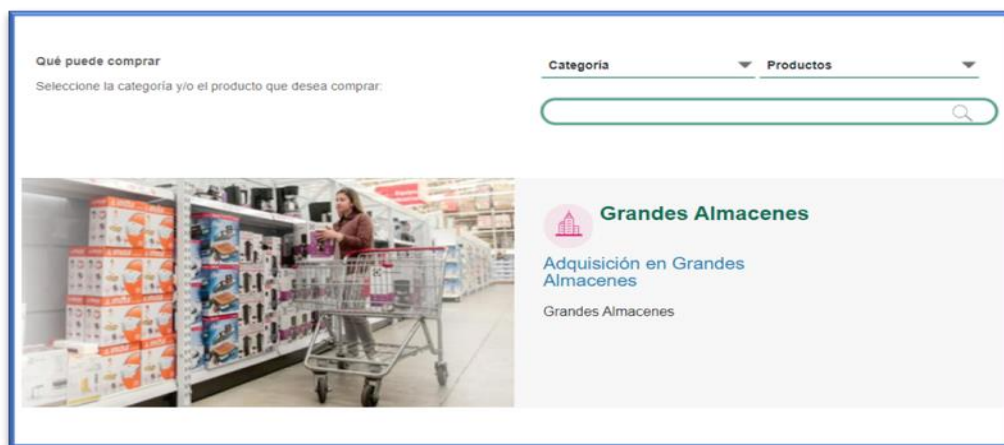 Qué puede comprar
Seleccione la categoría y/o el producto que desea comprar:
Categoría
Productos
Grandes Almacenes
Adquisición en Grandes
Almacenes
Grandes Almacenes